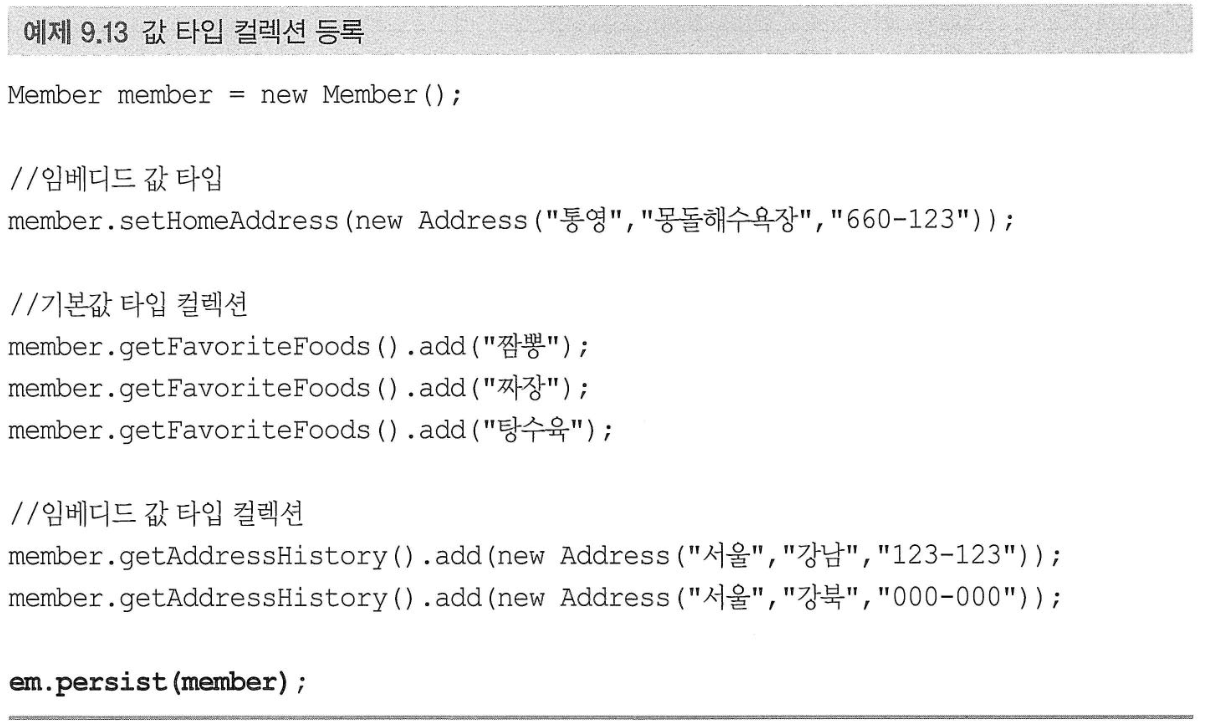 예제 9.13 값 타입 컬렉션 등록
Member member = new Member();
//임베디드 값 타입
member.setHomeAddress(new Address("통영","몽돌해수욕장","660-123"));
//기본값 타입 컬렉션
member.getFavoriteFoods().add("짬뽕");
member.getFavoriteFoods().add("짜장");
member.getFavoriteFoods().add("탕수육");
//임베디드 값 타입 컬렉션
member.getAddressHistory().add(new Address("서울","강남","123-123"));
member.getAddressHistory().add(new Address("서울","강북","000-000"));
em.persist(member);